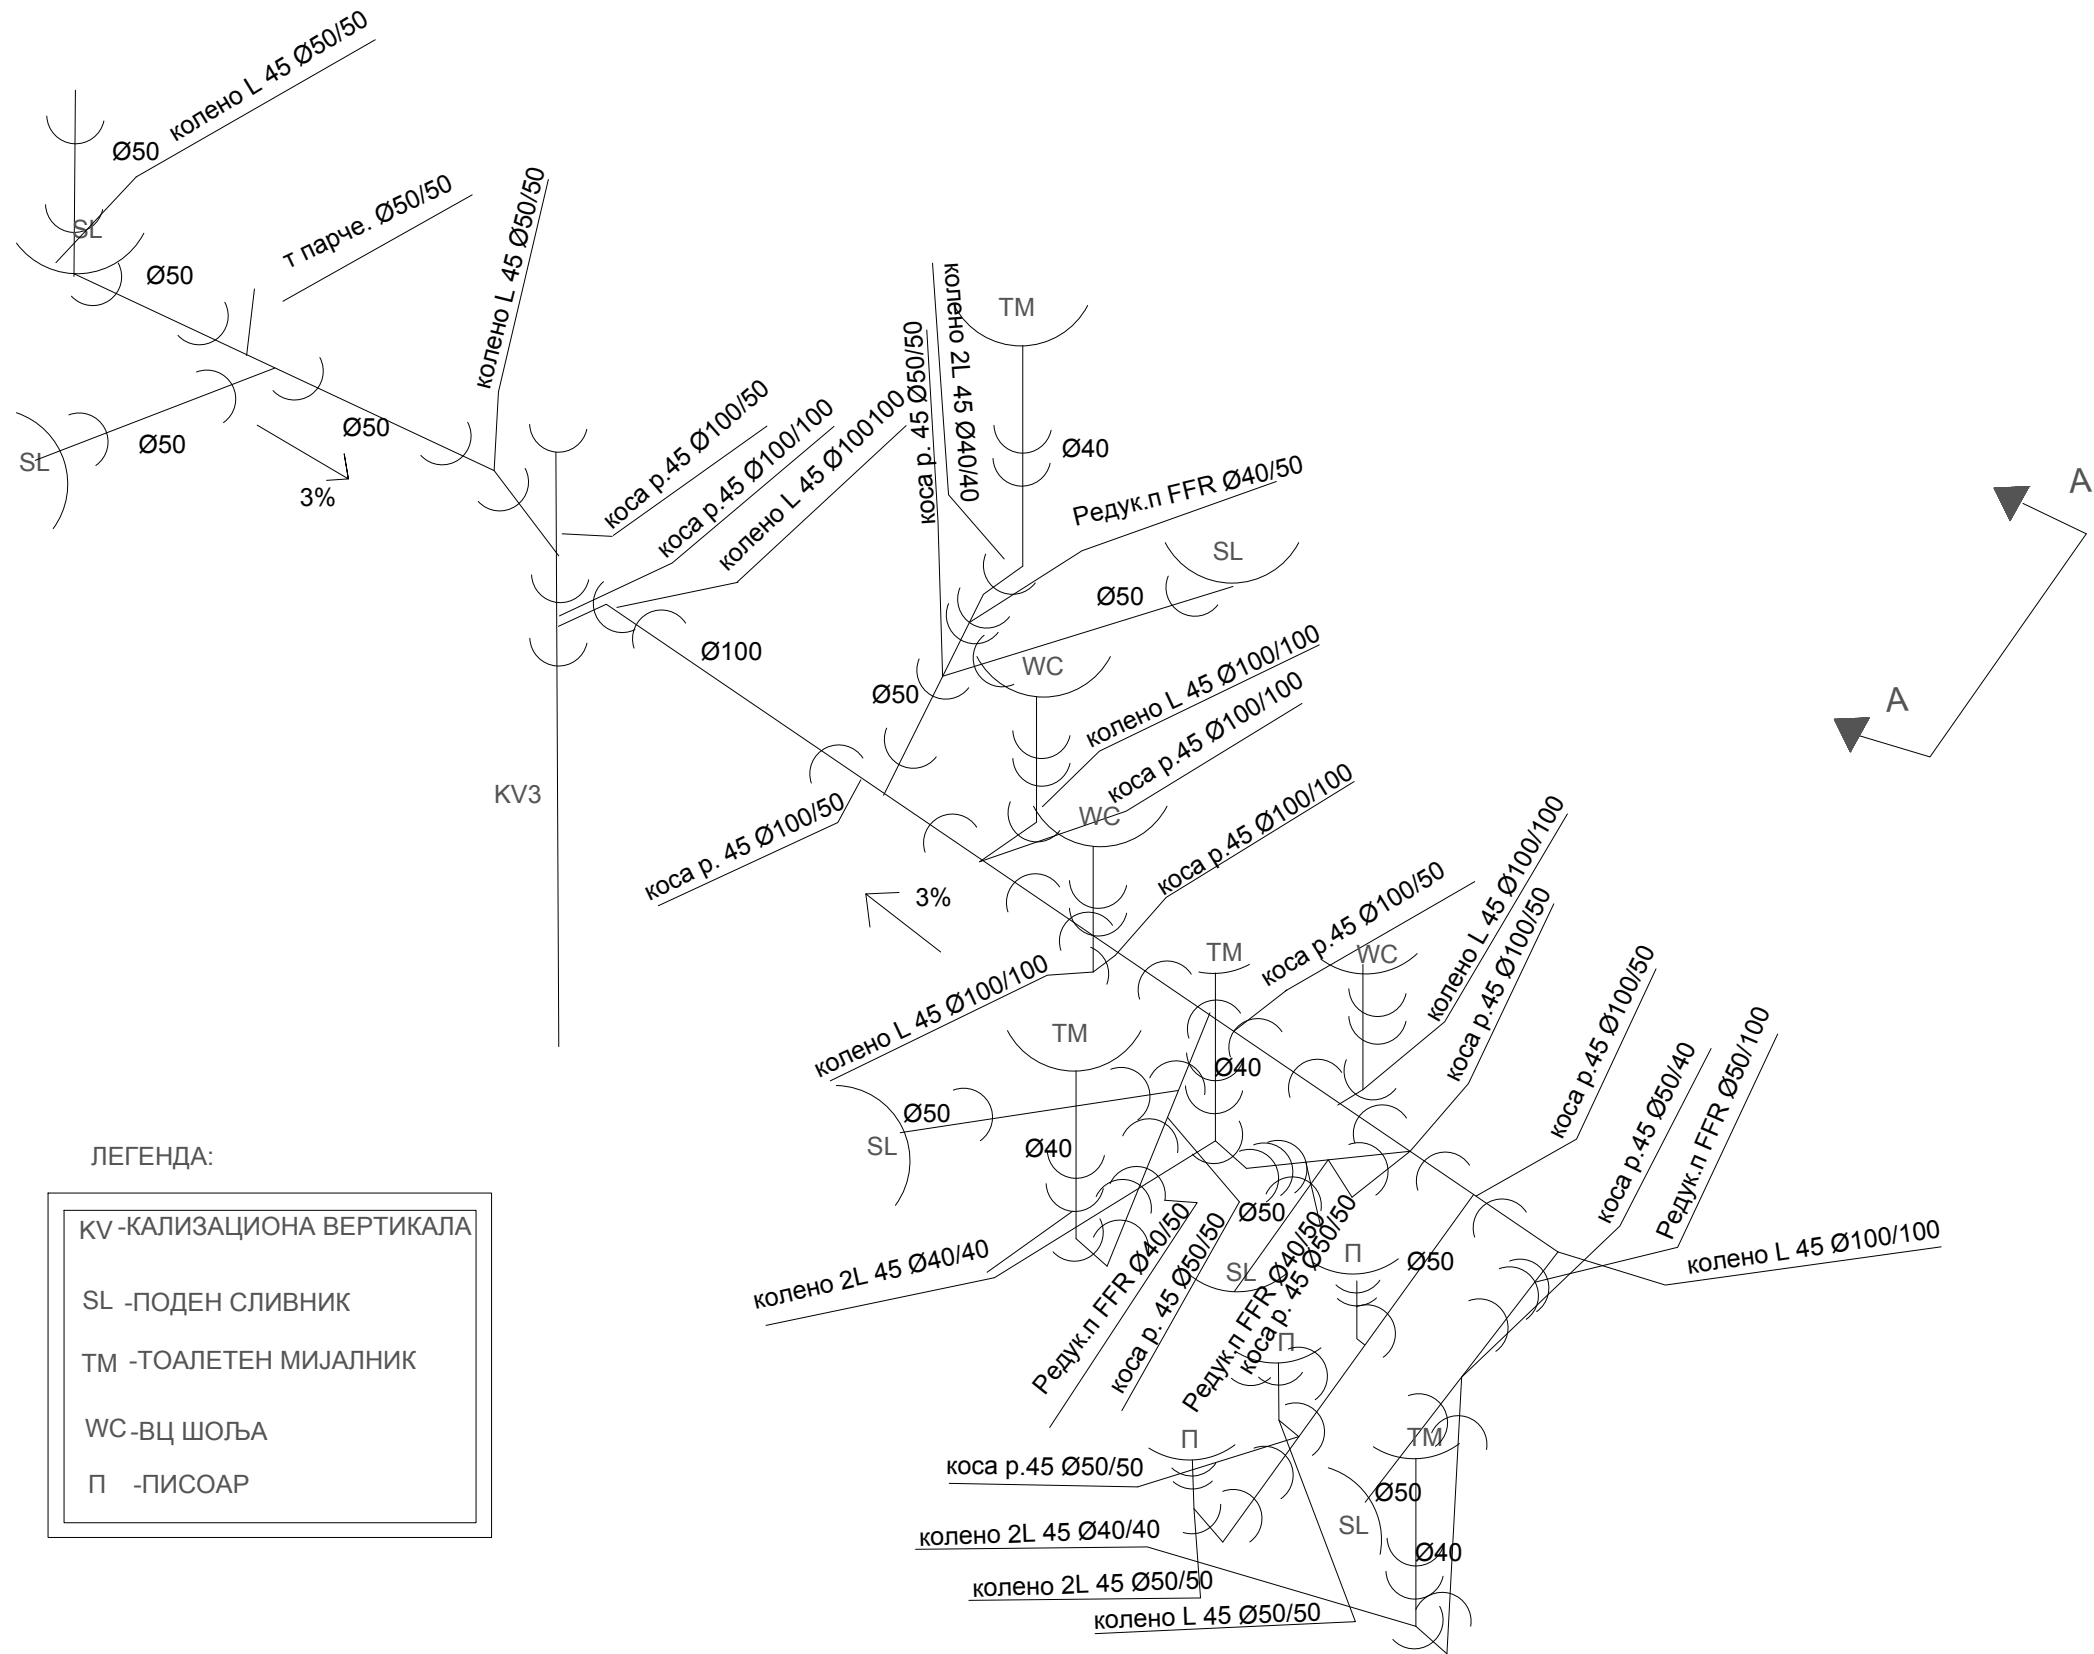 колено L 45 Ø50/50
Ø50
SL
т парче. Ø50/50
Ø50
колено L 45 Ø50/50
Ø50
SL
Ø50
3%
коса р.45 Ø100/50
коса р.45 Ø100/100
колено L 45 Ø100100
коса р. 45 Ø50/50
колено 2L 45 Ø40/40
TM
Ø40
Редук.п FFR Ø40/50
SL
Ø50
A
A
Ø100
Ø50
WC
колено L 45 Ø100/100
коса р.45 Ø100/100
KV3
коса р. 45 Ø100/50
WC
коса р.45 Ø100/100
3%
колено L 45 Ø100/100
TM
коса р.45 Ø100/50
WC
колено L 45 Ø100/100
коса р.45 Ø100/50
коса р.45 Ø100/50
коса р.45 Ø50/40
Редук.п FFR Ø50/100
колено L 45 Ø100/100
TM
Ø40
Ø50
SL
Ø40
колено 2L 45 Ø40/40
Редук.п FFR Ø40/50
коса р. 45 Ø50/50
Ø50
SL
Редук.п FFR Ø40/50
коса р. 45 Ø50/50
П
Ø50
П
П
коса р.45 Ø50/50
TM
Ø50
SL
Ø40
колено 2L 45 Ø40/40
колено 2L 45 Ø50/50
колено L 45 Ø50/50
ЛЕГЕНДА:
KV -КАЛИЗАЦИОНА ВЕРТИКАЛА
SL -ПОДЕН СЛИВНИК
TM -ТОАЛЕТЕН МИЈАЛНИК
WC -ВЦ ШОЉА
П -ПИСОАР